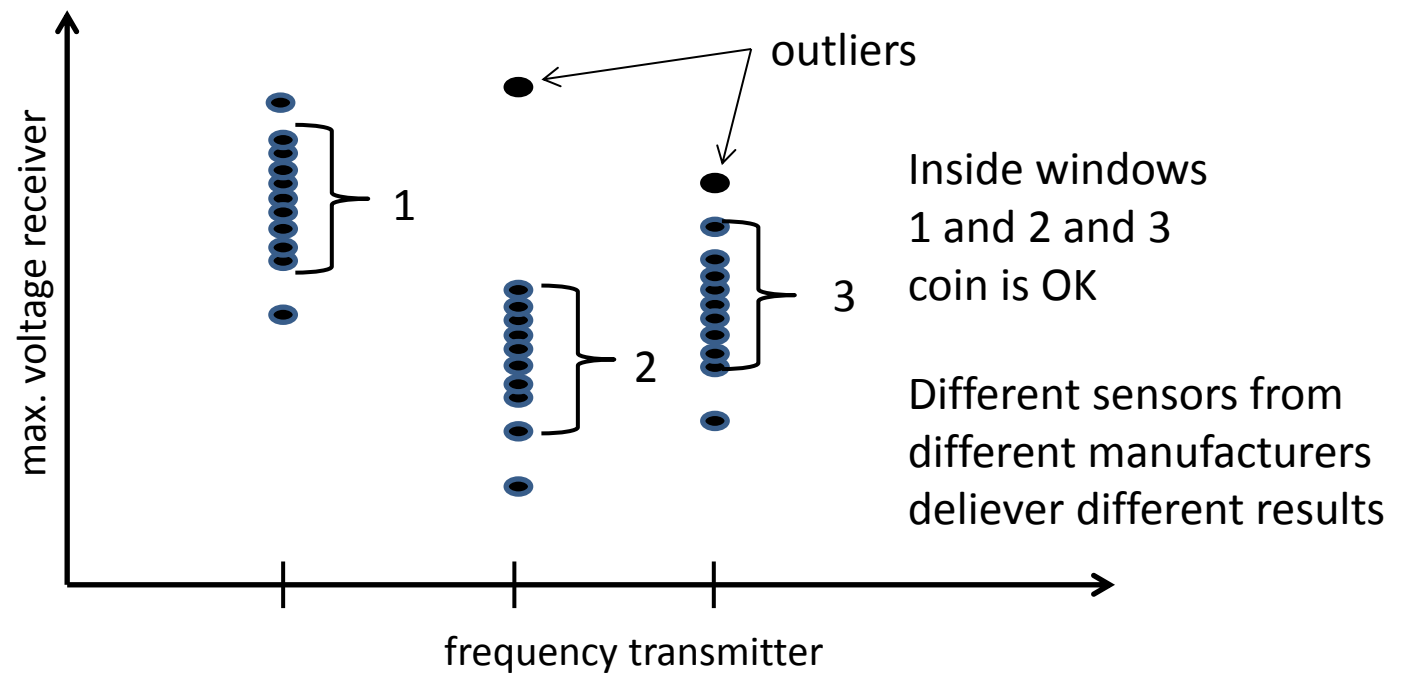 outliers
max. voltage receiver
1
2
3
Inside windows
1 and 2 and 3
coin is OK
Different sensors from
different manufacturers
deliever different results
frequency transmitter